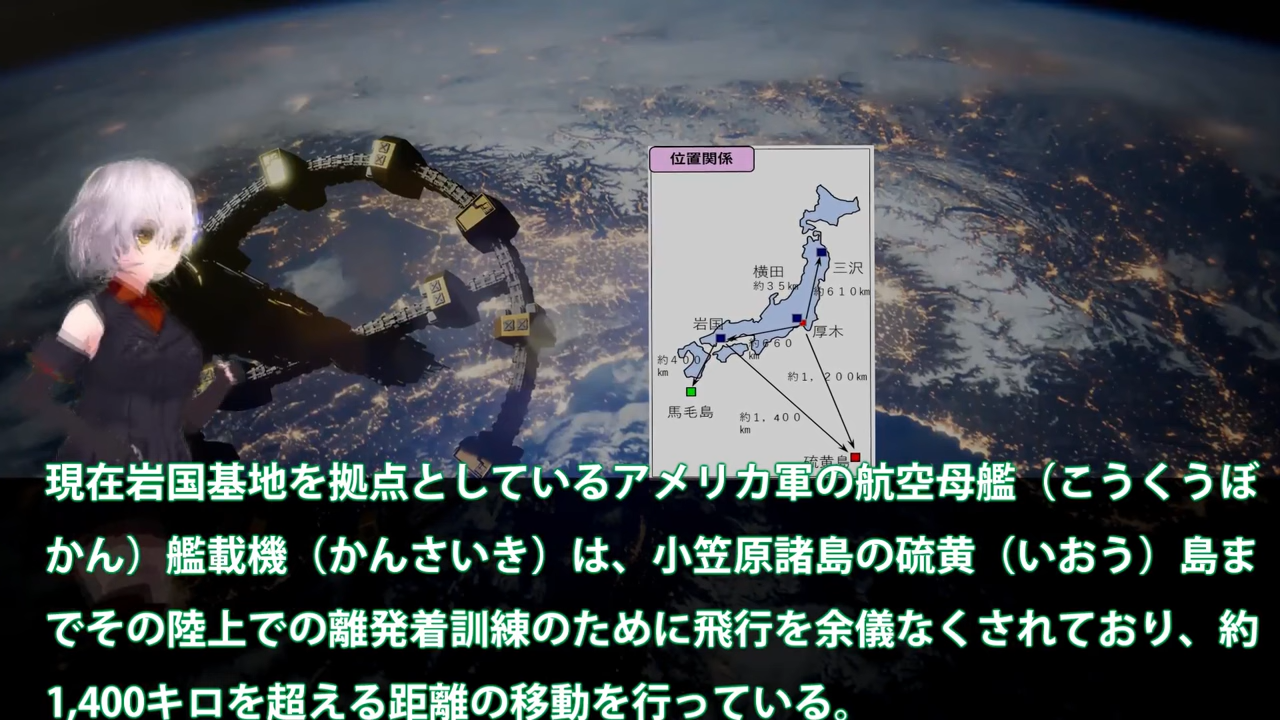 位置関係
三沢
横田
約35km
約610km
岩国
厚木
約660
km
約400
km
約1,200km
馬毛島
約1,400
km
硫黄島
現在岩国基地を拠点としているアメリカ軍の航空母艦（こうくうぼ
かん）艦載機（かんさいき）は、小笠原諸島の硫黄（いおう）島ま
でその陸上での離発着訓練のために飛行を余儀なくされており、約
1,400キロを超える距離の移動を行っている。